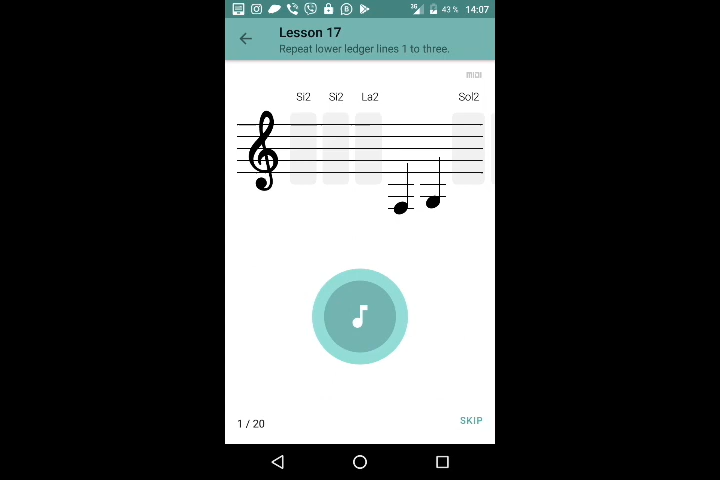 3G 43 % 14:07
Lesson 17
Repeat lower ledger lines 1 to three.
MIDI
Si2 Si2 La2 Sol2
1 / 20
SKIP